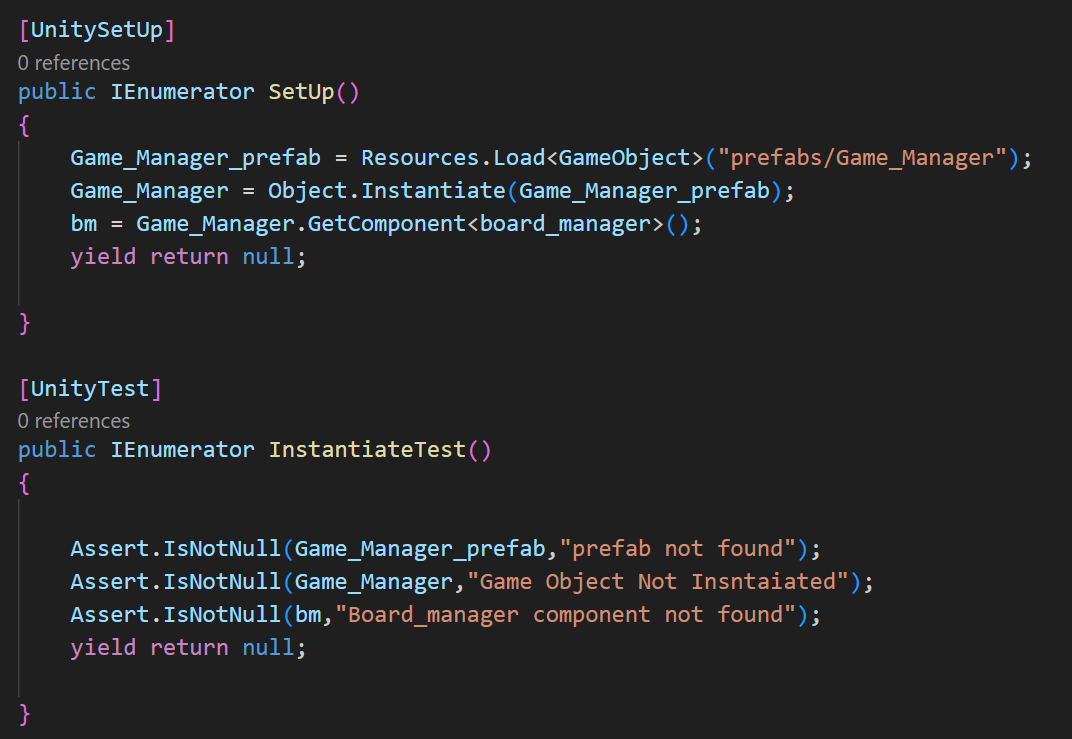 [UnitySetUp]
0 references
public IEnumerator SetUp()
{
Game_Manager_prefab = Resources.Load<GameObject>("prefabs/Game_Manager");
Game_Manager = Object.Instantiate(Game_Manager_prefab);
bm = Game_Manager.GetComponent<board_manager>();
yield return null;
}
[UnityTest]
0 references
public IEnumerator InstantiateTest()
{
Assert.IsNotNull(Game_Manager_prefab,"prefab not found");
Assert.IsNotNull(Game_Manager,"Game Object Not Insntaiated");
Assert.IsNotNull(bm,"Board_manager component not found");
yield return null;
}